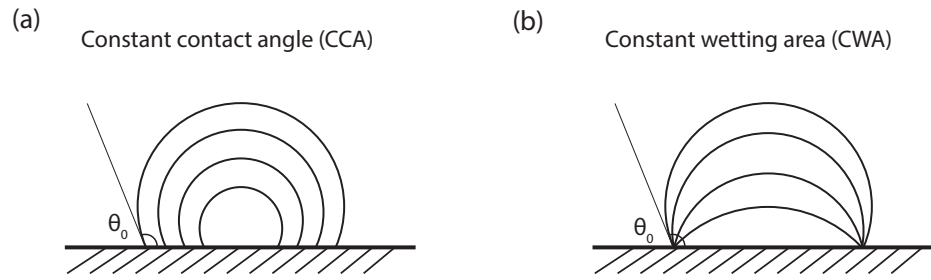 (a)
Constant contact angle (CCA)
θ₀
(b)
Constant wetting area (CWA)
θ₀